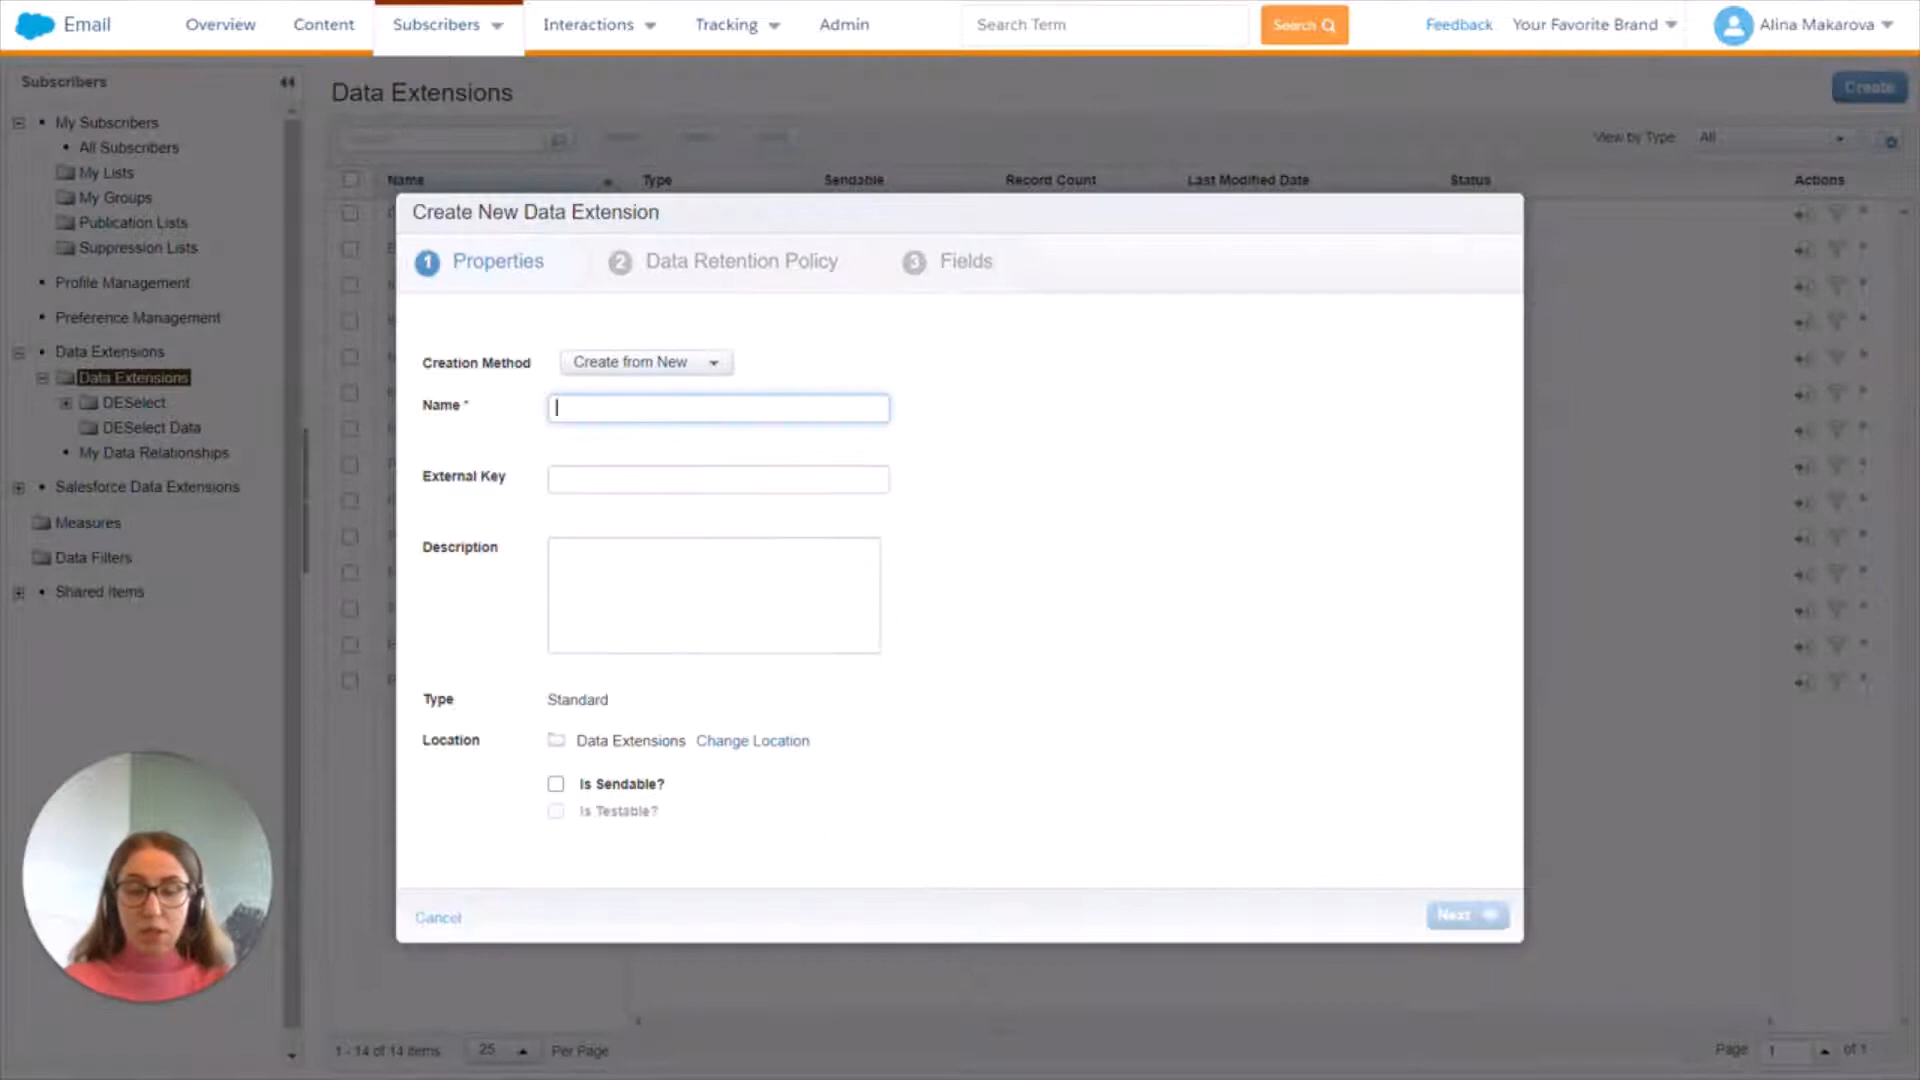 Email
Overview
Content
Subscribers
Interactions
Tracking
Admin
Search Term
Search
Feedback
Your Favorite Brand
Alina Makarova
Subscribers
My Subscribers
All Subscribers
My Lists
My Groups
Publication Lists
Suppression Lists
Profile Management
Preference Management
Data Extensions
Data Extensions
DESelect
DESelect Data
My Data Relationships
Salesforce Data Extensions
Measures
Data Filters
Shared Items
Data Extensions
Create
View by Type
All
Name
Type
Sendable
Record Count
Last Modified Date
Status
Actions
Create New Data Extension
1 Properties
2 Data Retention Policy
3 Fields
Creation Method
Create from New
Name *
External Key
Description
Type
Standard
Location
Data Extensions Change Location
Is Sendable?
Is Testable?
Cancel
Next
1 - 14 of 14 items
25
Per Page
Page
1
of 1